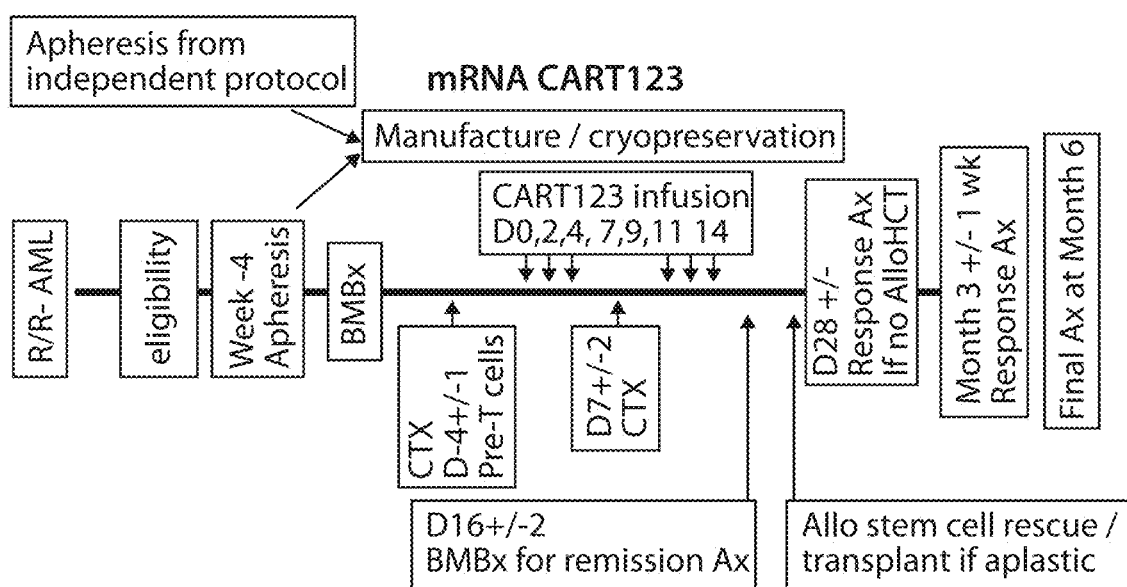 Apheresis from
independent protocol
mRNA CART123
Manufacture / cryopreservation
CART123 infusion
D0,2,4, 7,9,11 14
R/R- AML
eligibility
Week -4
Apheresis
BMBx
CTX
D-4+/-1
Pre-T cells
D7+/-2
CTX
D28 +/-
Response Ax
If no AlloHCT
Month 3 +/- 1 wk
Response Ax
Final Ax at Month 6
D16+/-2
BMBx for remission Ax
Allo stem cell rescue /
transplant if aplastic